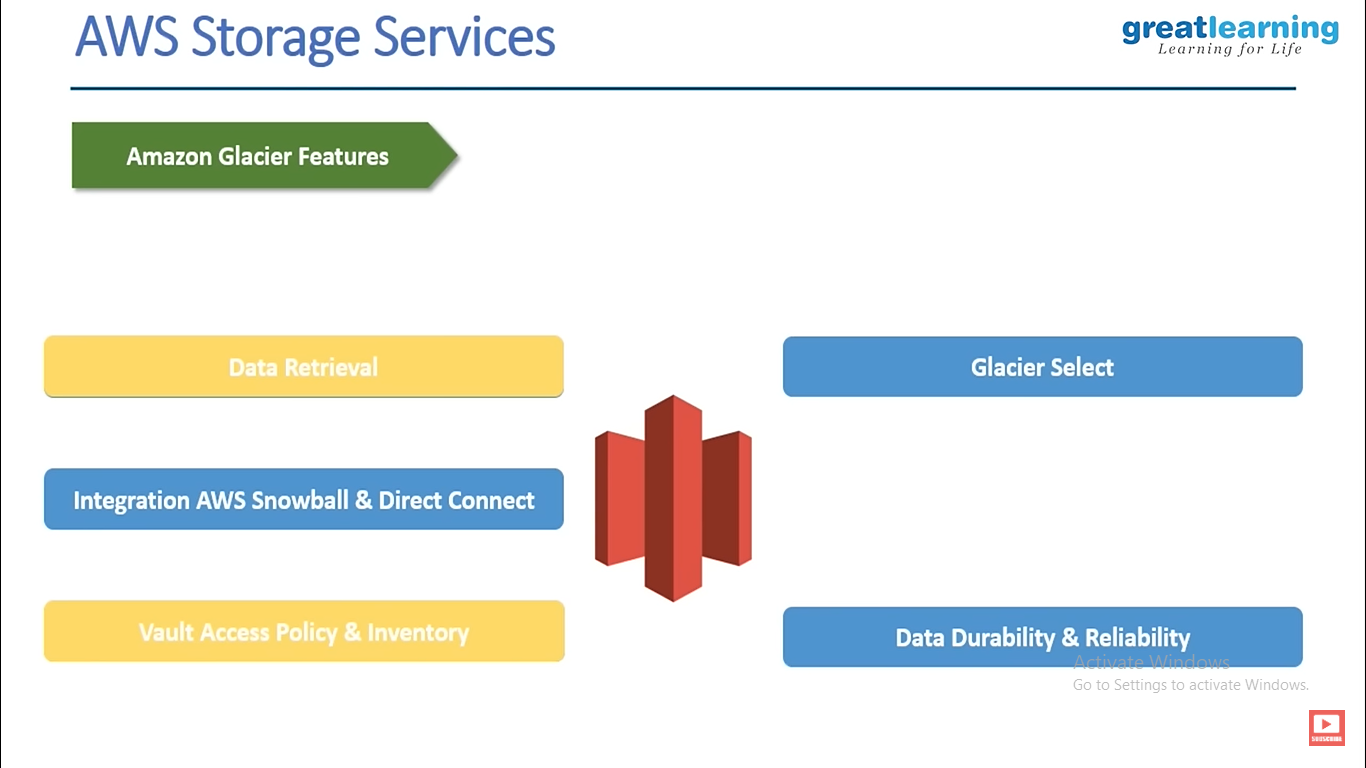 AWS Storage Services
greatlearning
Learning for Life
Amazon Glacier Features
Data Retrieval
Glacier Select
Integration AWS Snowball & Direct Connect
Vault Access Policy & Inventory
Data Durability & Reliability
Activate Windows
Go to Settings to activate Windows.
SUBSCRIBE